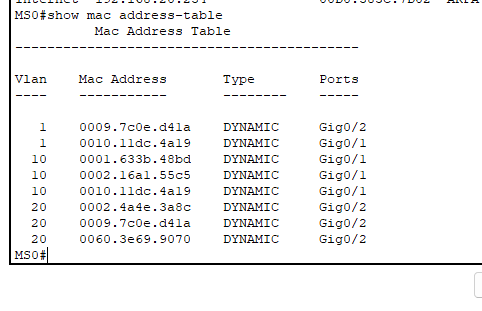 MS0#show mac address-table
Mac Address Table
-------------------------------------------
Vlan Mac Address Type Ports
---- ----------- -------- -----
1 0009.7c0e.d41a DYNAMIC Gig0/2
1 0010.11dc.4a19 DYNAMIC Gig0/1
10 0001.633b.48bd DYNAMIC Gig0/1
10 0002.16a1.55c5 DYNAMIC Gig0/1
10 0010.11dc.4a19 DYNAMIC Gig0/1
20 0002.4a4e.3a8c DYNAMIC Gig0/2
20 0009.7c0e.d41a DYNAMIC Gig0/2
20 0060.3e69.9070 DYNAMIC Gig0/2
MS0#